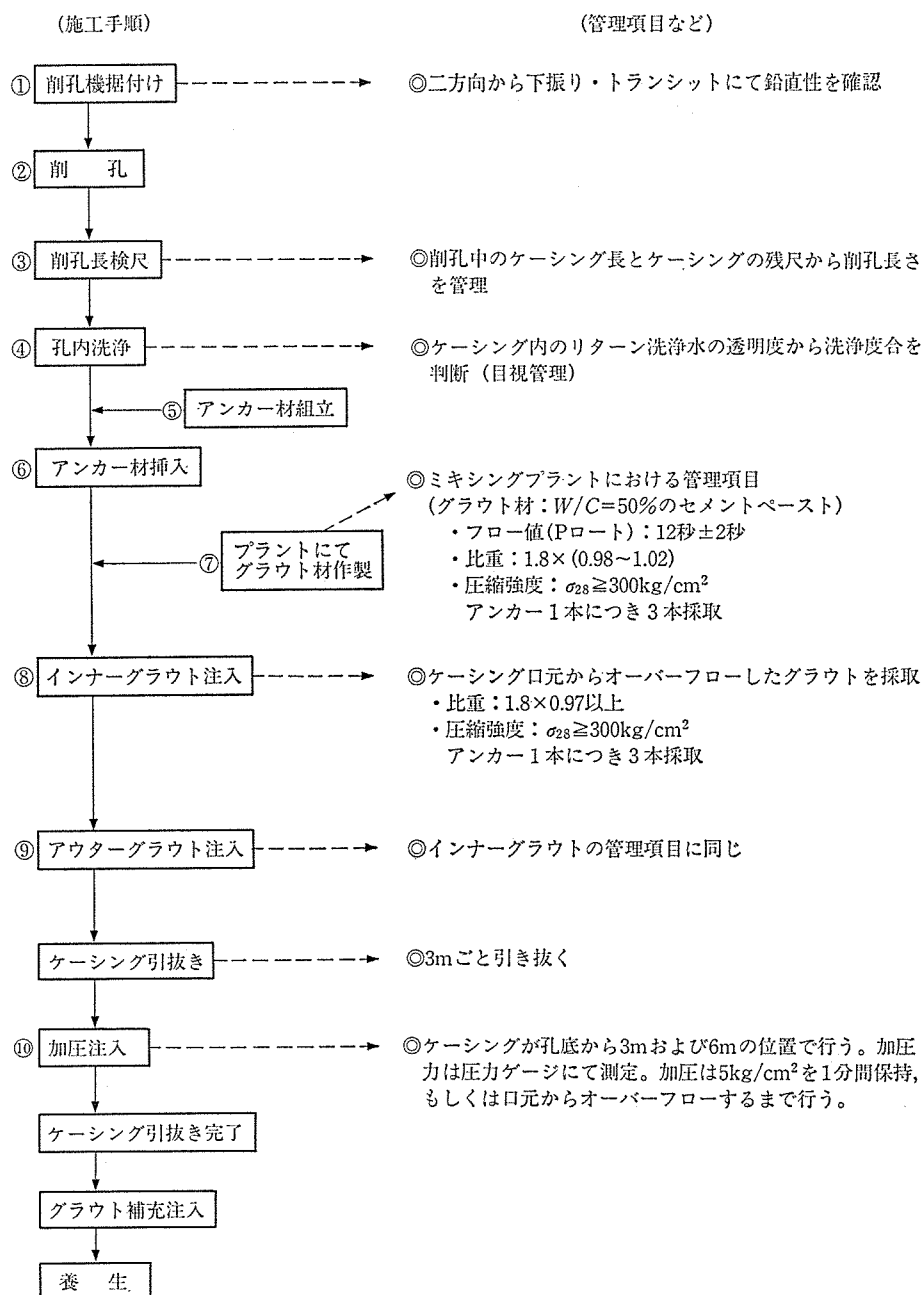 (施工手順) (管理項目など)
① 削孔機据付け ◎二方向から下振り・トランシットにて鉛直性を確認
② 削 孔
③ 削孔長検尺 ◎削孔中のケーシング長とケーシングの残尺から削孔長さ
を管理
④ 孔内洗浄 ◎ケーシング内のリターン洗浄水の透明度から洗浄度合を
判断(目視管理)
⑤ アンカー材組立
⑥ アンカー材挿入
◎ミキシングプラントにおける管理項目
(グラウト材:W/C=50%のセメントペースト)
・フロー値(Pロート):12秒±2秒
⑦ プラントにて
グラウト材作製
・比重:1.8×(0.98~1.02)
・圧縮強度:σ28≧300kg/cm²
アンカー1本につき3本採取
⑧ インナーグラウト注入 ◎ケーシング口元からオーバーフローしたグラウトを採取
・比重:1.8×0.97以上
・圧縮強度:σ28≧300kg/cm²
アンカー1本につき3本採取
⑨ アウターグラウト注入 ◎インナーグラウトの管理項目に同じ
ケーシング引抜き ◎3mごと引き抜く
⑩ 加圧注入 ◎ケーシングが孔底から3mおよび6mの位置で行う。加圧
力は圧力ゲージにて測定。加圧は5kg/cm²を1分間保持,
もしくは口元からオーバーフローするまで行う。
ケーシング引抜き完了
グラウト補充注入
養 生